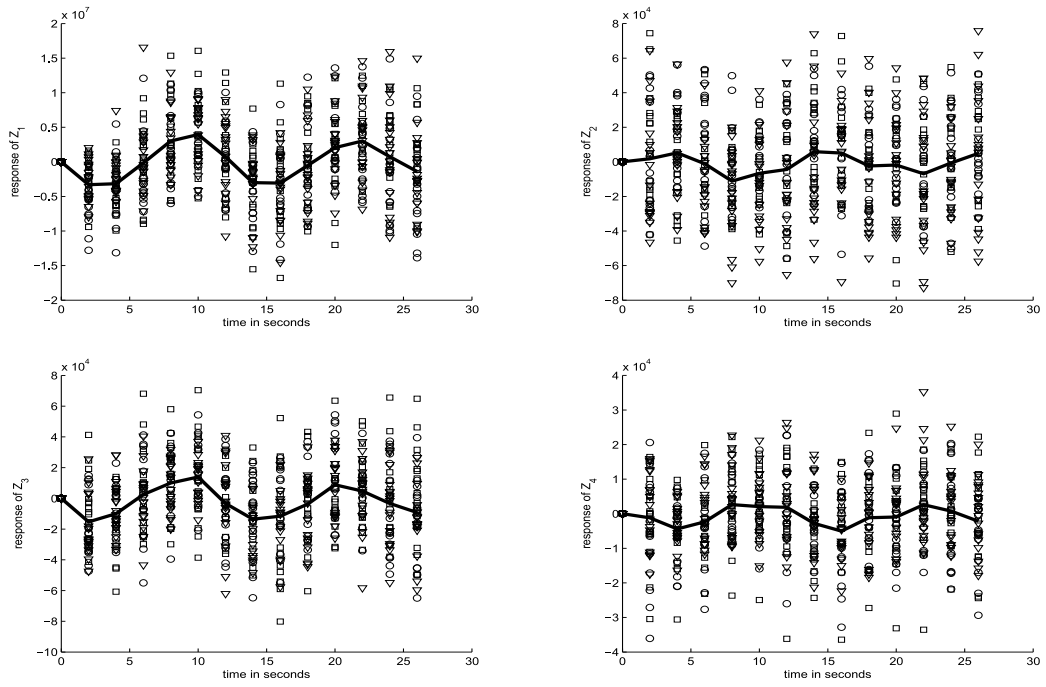 x 10^7
2
1.5
1
0.5
0
−0.5
−1
−1.5
−2
0 5 10 15 20 25 30
time in seconds
response of Z_1
x 10^4
8
6
4
2
0
−2
−4
−6
−8
0 5 10 15 20 25 30
time in seconds
response of Z_2
x 10^4
8
6
4
2
0
−2
−4
−6
−8
−10
0 5 10 15 20 25 30
time in seconds
response of Z_3
x 10^4
4
3
2
1
0
−1
−2
−3
−4
0 5 10 15 20 25 30
time in seconds
response of Z_4